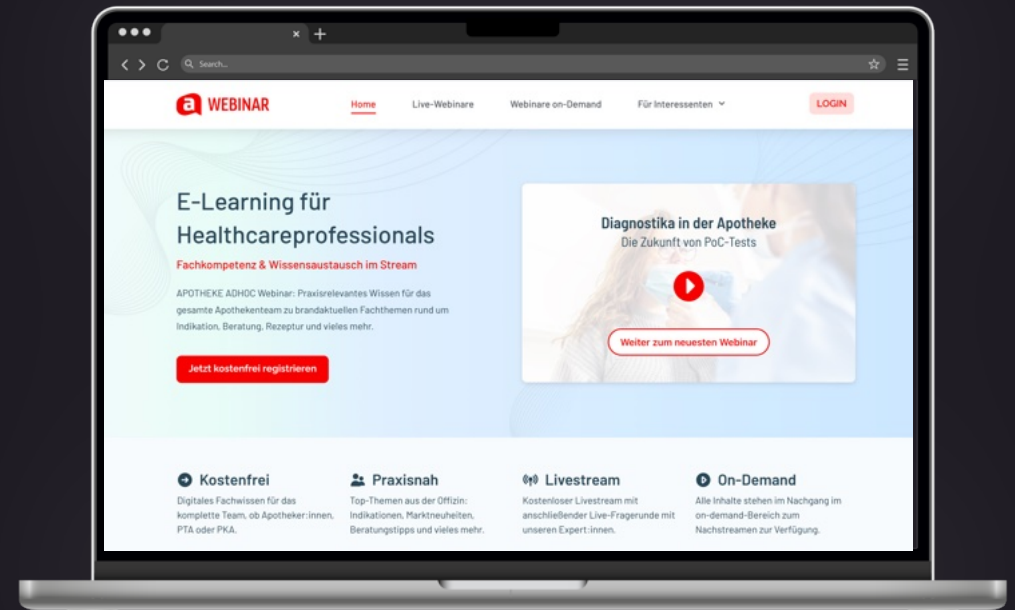 Search...
a WEBINAR
Home
Live-Webinare
Webinare on-Demand
Für Interessenten
LOGIN
E-Learning für
Healthcareprofessionals
Fachkompetenz & Wissensaustausch im Stream
APOTHEKE ADHOC Webinar: Praxisrelevantes Wissen für das
gesamte Apothekenteam zu brandaktuellen Fachthemen rund um
Indikation, Beratung, Rezeptur und vieles mehr.
Jetzt kostenfrei registrieren
Diagnostika in der Apotheke
Die Zukunft von PoC-Tests
Weiter zum neuesten Webinar
Kostenfrei
Digitales Fachwissen für das
komplette Team, ob Apotheker:innen,
PTA oder PKA.
Praxisnah
Top-Themen aus der Offizin:
Indikationen, Marktneuheiten,
Beratungstipps und vieles mehr.
Livestream
Kostenloser Livestream mit
anschließender Live-Fragerunde mit
unseren Expert:innen.
On-Demand
Alle Inhalte stehen im Nachgang im
on-demand-Bereich zum
Nachstreamen zur Verfügung.